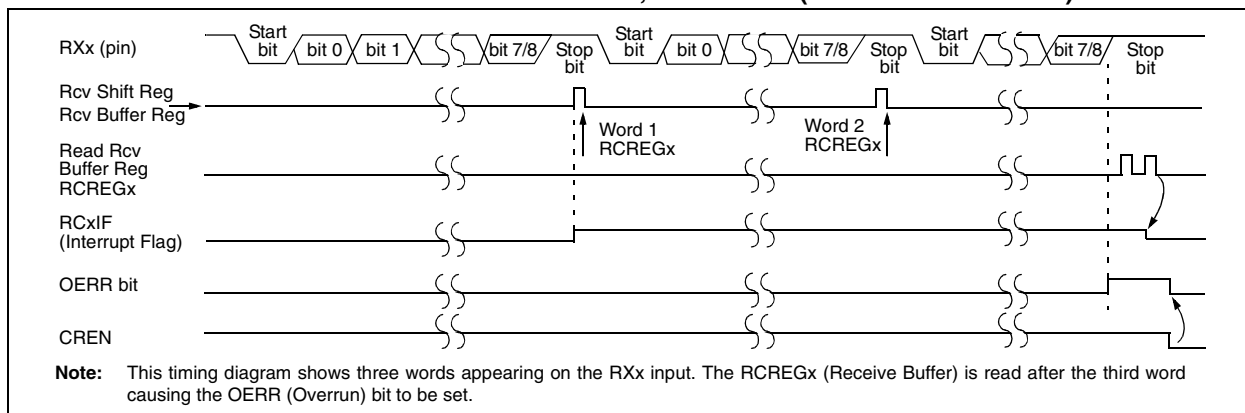 RXx (pin)
Start
bit
bit 0
bit 1
bit 7/8
Stop
bit
Start
bit
bit 0
bit 7/8
Stop
bit
Start
bit
bit 7/8
Stop
bit
Rcv Shift Reg
Rcv Buffer Reg
Word 1
RCREGx
Word 2
RCREGx
Read Rcv
Buffer Reg
RCREGx
RCxIF
(Interrupt Flag)
OERR bit
CREN
Note: This timing diagram shows three words appearing on the RXx input. The RCREGx (Receive Buffer) is read after the third word
causing the OERR (Overrun) bit to be set.